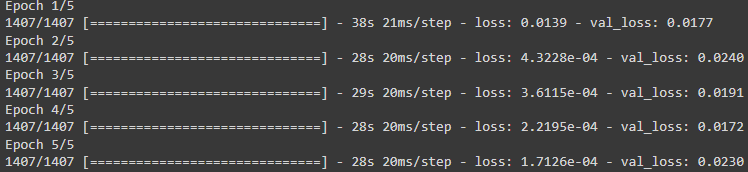 Epoch 1/5
1407/1407 [==============================] - 38s 21ms/step - loss: 0.0139 - val_loss: 0.0177
Epoch 2/5
1407/1407 [==============================] - 28s 20ms/step - loss: 4.3228e-04 - val_loss: 0.0240
Epoch 3/5
1407/1407 [==============================] - 29s 20ms/step - loss: 3.6115e-04 - val_loss: 0.0191
Epoch 4/5
1407/1407 [==============================] - 28s 20ms/step - loss: 2.2195e-04 - val_loss: 0.0172
Epoch 5/5
1407/1407 [==============================] - 28s 20ms/step - loss: 1.7126e-04 - val_loss: 0.0230